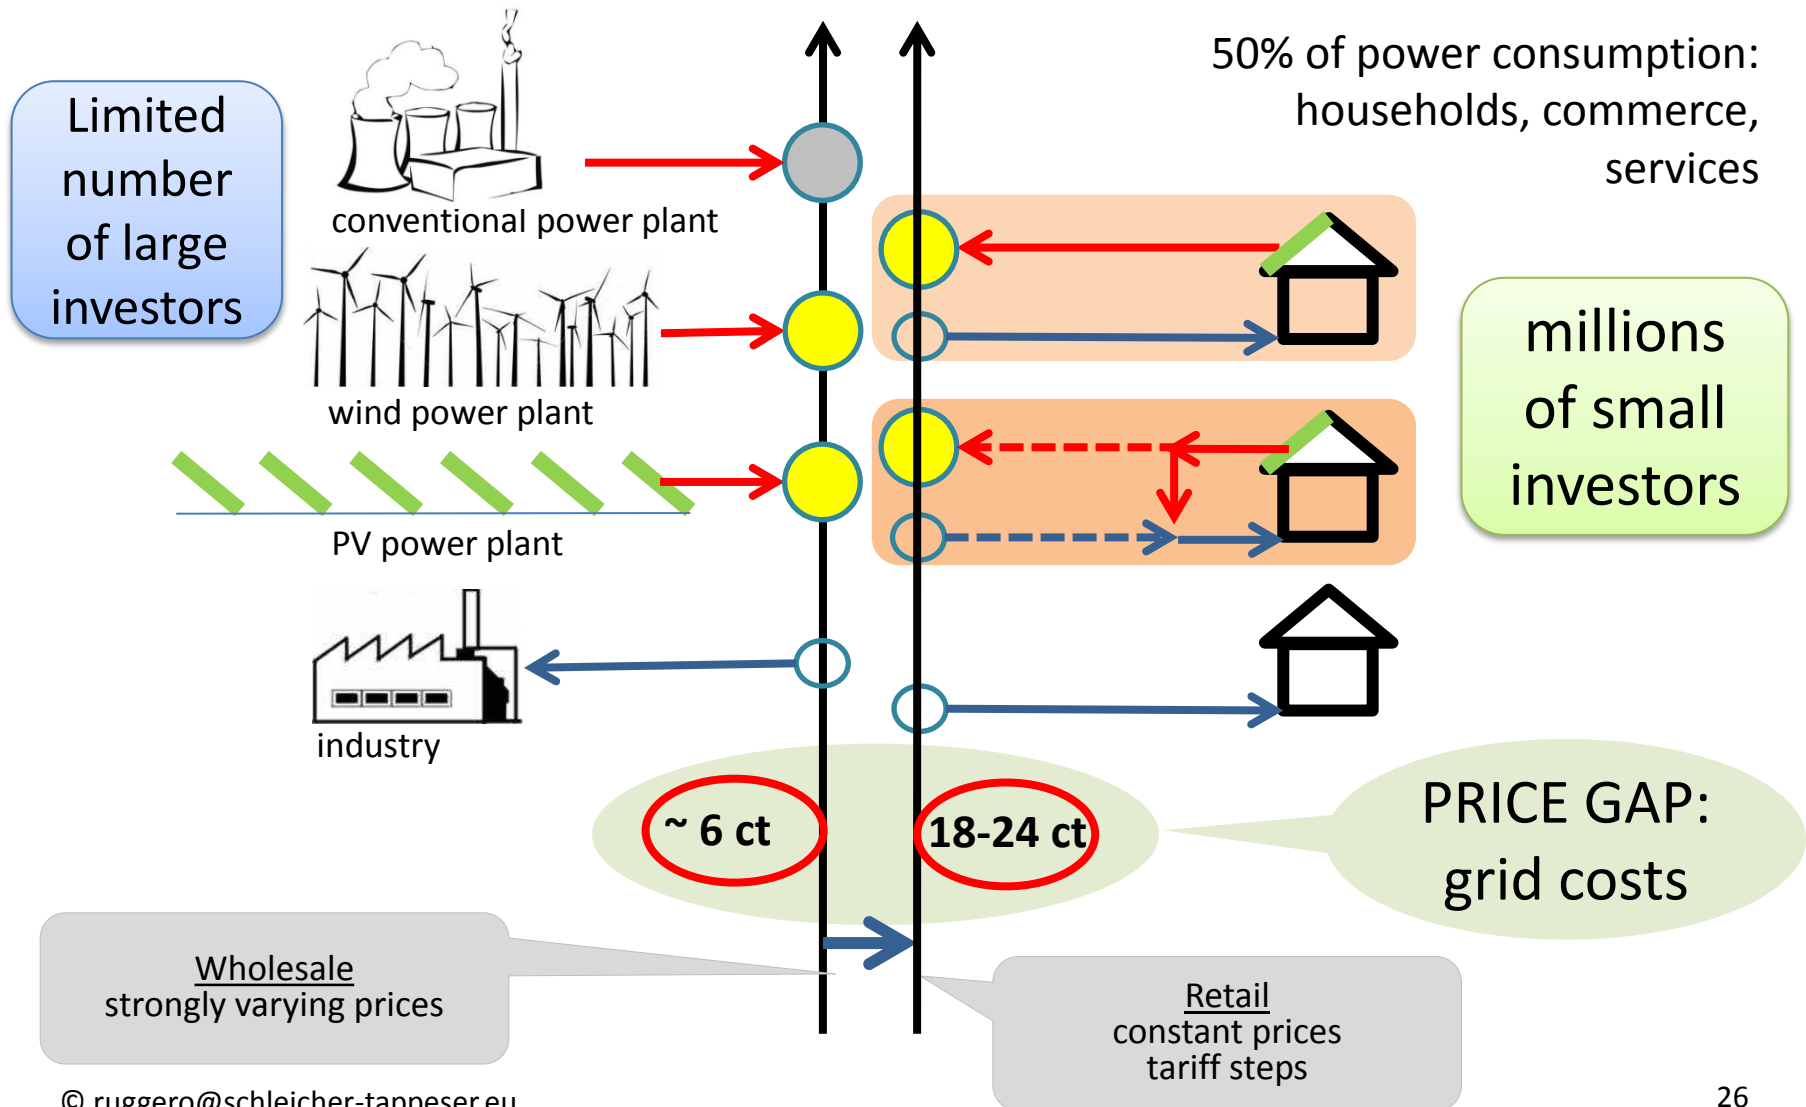 50% of power consumption:
households, commerce,
services
Limited
number
of large
investors
conventional power plant
wind power plant
PV power plant
industry
millions
of small
investors
~ 6 ct
18-24 ct
PRICE GAP:
grid costs
Wholesale
strongly varying prices
Retail
constant prices
tariff steps
© ruggero@schleicher-tappeser.eu
26